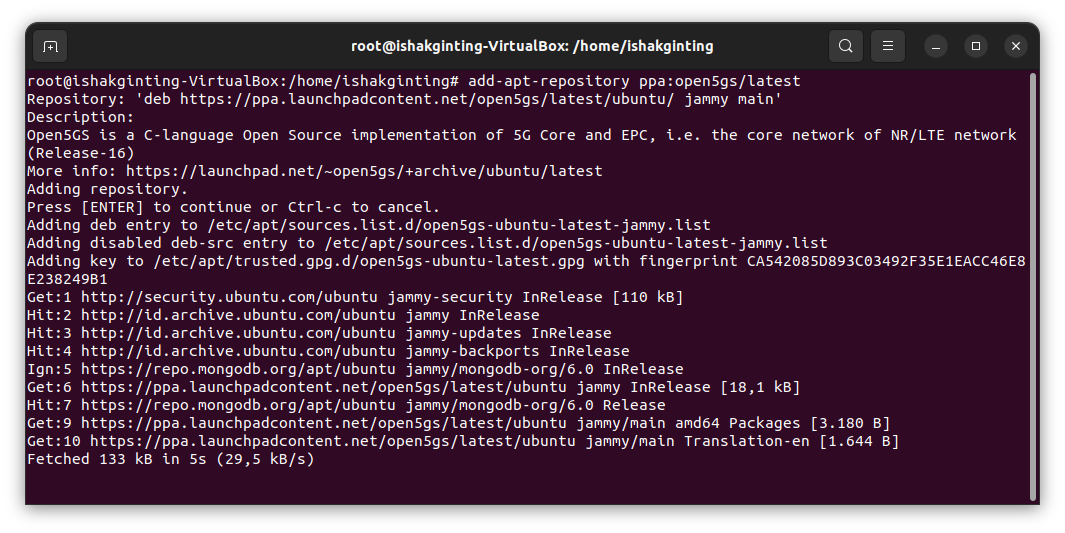 root@ishakginting-VirtualBox: /home/ishakginting
root@ishakginting-VirtualBox:/home/ishakginting# add-apt-repository ppa:open5gs/latest
Repository: 'deb https://ppa.launchpadcontent.net/open5gs/latest/ubuntu/ jammy main'
Description:
Open5GS is a C-language Open Source implementation of 5G Core and EPC, i.e. the core network of NR/LTE network
(Release-16)
More info: https://launchpad.net/~open5gs/+archive/ubuntu/latest
Adding repository.
Press [ENTER] to continue or Ctrl-c to cancel.
Adding deb entry to /etc/apt/sources.list.d/open5gs-ubuntu-latest-jammy.list
Adding disabled deb-src entry to /etc/apt/sources.list.d/open5gs-ubuntu-latest-jammy.list
Adding key to /etc/apt/trusted.gpg.d/open5gs-ubuntu-latest.gpg with fingerprint CA542085D893C03492F35E1EACC46E8
E238249B1
Get:1 http://security.ubuntu.com/ubuntu jammy-security InRelease [110 kB]
Hit:2 http://id.archive.ubuntu.com/ubuntu jammy InRelease
Hit:3 http://id.archive.ubuntu.com/ubuntu jammy-updates InRelease
Hit:4 http://id.archive.ubuntu.com/ubuntu jammy-backports InRelease
Ign:5 https://repo.mongodb.org/apt/ubuntu jammy/mongodb-org/6.0 InRelease
Get:6 https://ppa.launchpadcontent.net/open5gs/latest/ubuntu jammy InRelease [18,1 kB]
Hit:7 https://repo.mongodb.org/apt/ubuntu jammy/mongodb-org/6.0 Release
Get:9 https://ppa.launchpadcontent.net/open5gs/latest/ubuntu jammy/main amd64 Packages [3.180 B]
Get:10 https://ppa.launchpadcontent.net/open5gs/latest/ubuntu jammy/main Translation-en [1.644 B]
Fetched 133 kB in 5s (29,5 kB/s)